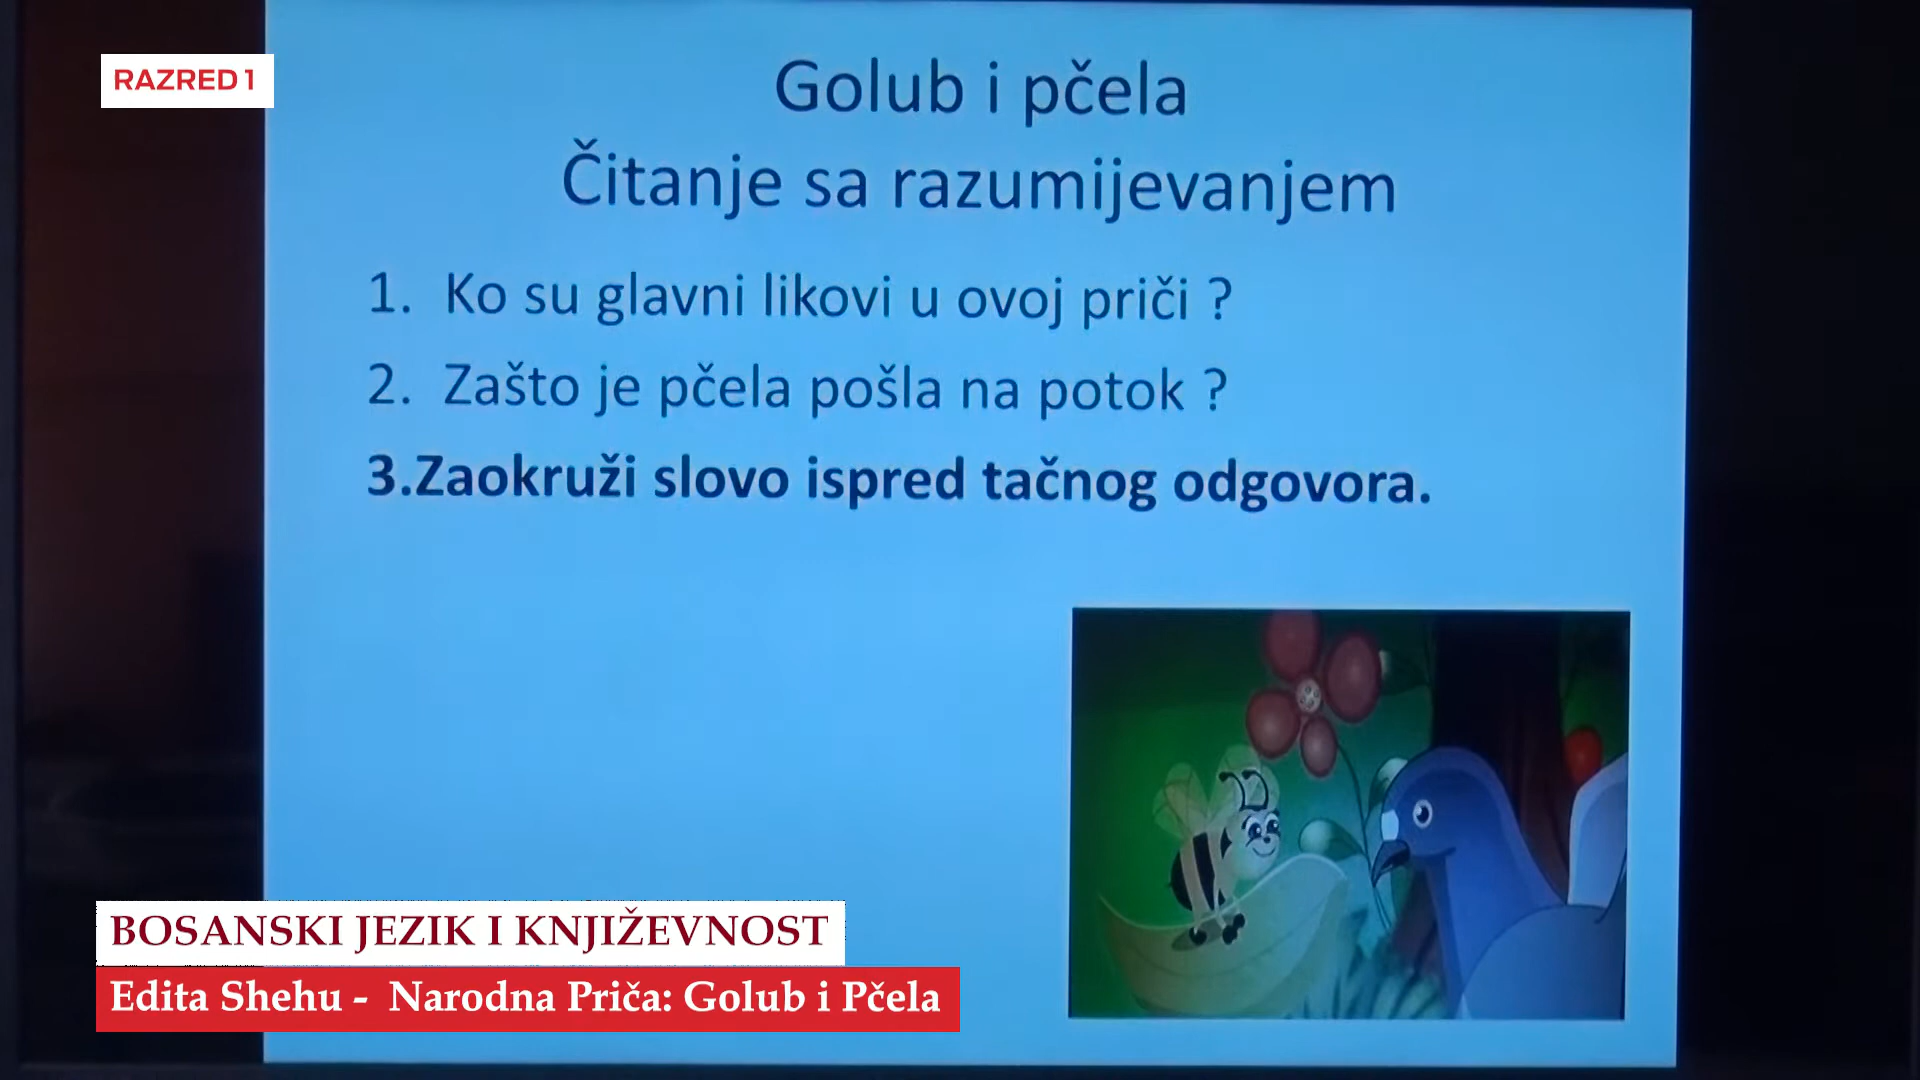 RAZRED 1
Golub i pčela
Čitanje sa razumijevanjem
1. Ko su glavni likovi u ovoj priči ?
2. Zašto je pčela pošla na potok ?
3.Zaokruži slovo ispred tačnog odgovora.
BOSANSKI JEZIK I KNJIŽEVNOST
Edita Shehu - Narodna Priča: Golub i Pčela